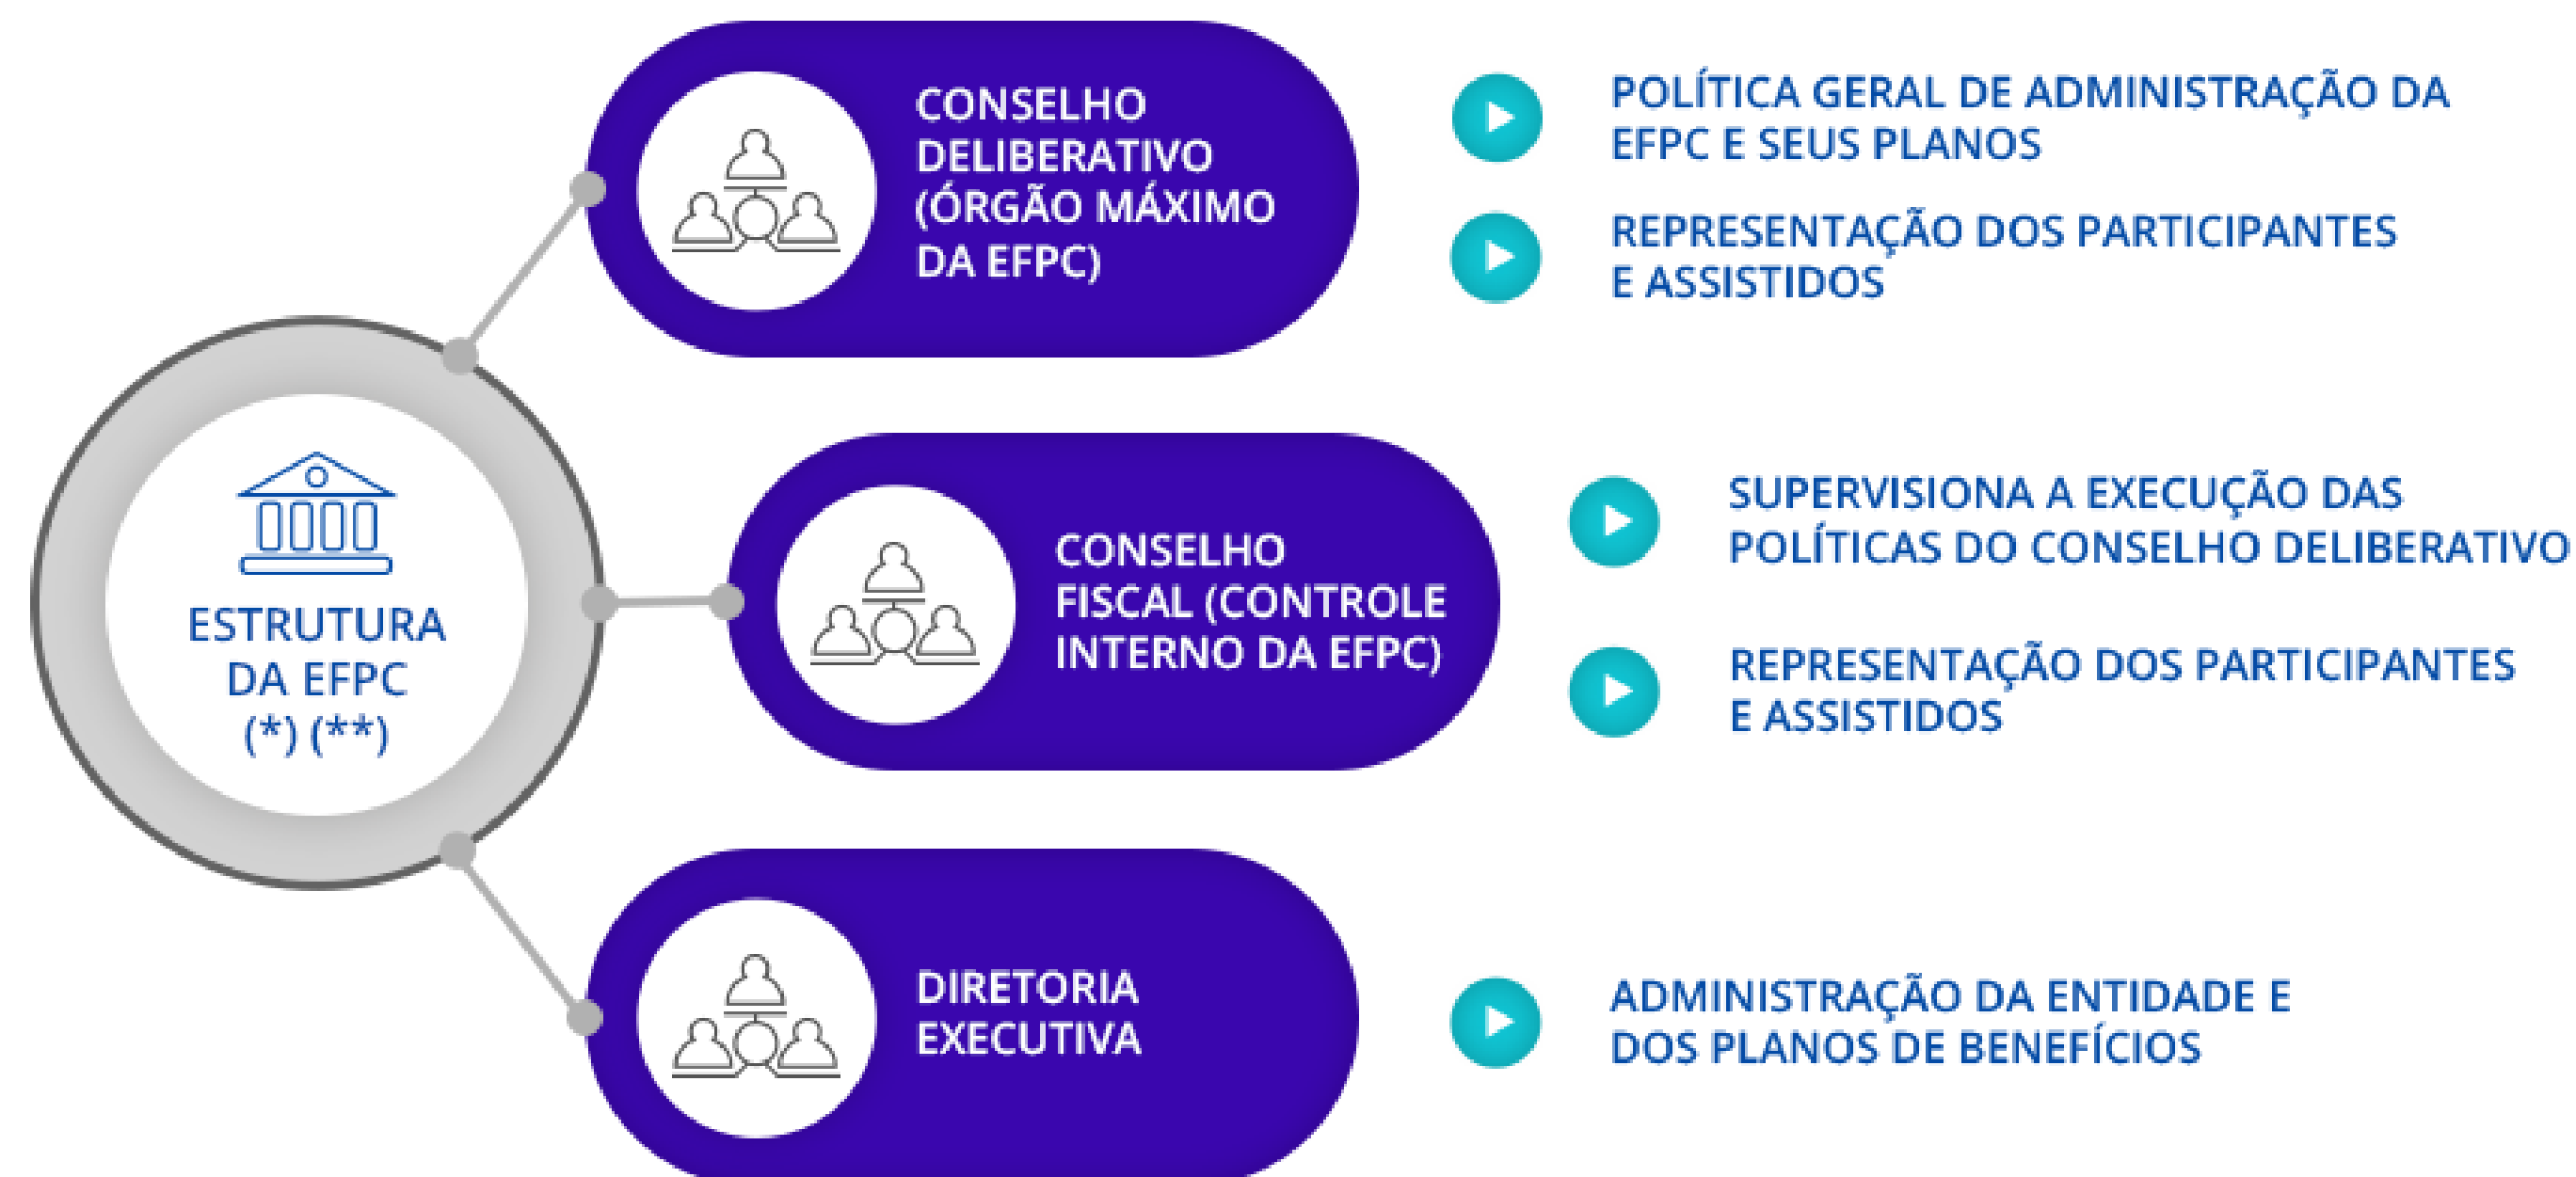 ESTRUTURA
DA EFPC
(*) (**)
CONSELHO
DELIBERATIVO
(ÓRGÃO MÁXIMO
DA EFPC)
POLÍTICA GERAL DE ADMINISTRAÇÃO DA
EFPC E SEUS PLANOS
REPRESENTAÇÃO DOS PARTICIPANTES
E ASSISTIDOS
CONSELHO
FISCAL (CONTROLE
INTERNO DA EFPC)
SUPERVISIONA A EXECUÇÃO DAS
POLÍTICAS DO CONSELHO DELIBERATIVO
REPRESENTAÇÃO DOS PARTICIPANTES
E ASSISTIDOS
DIRETORIA
EXECUTIVA
ADMINISTRAÇÃO DA ENTIDADE E
DOS PLANOS DE BENEFÍCIOS